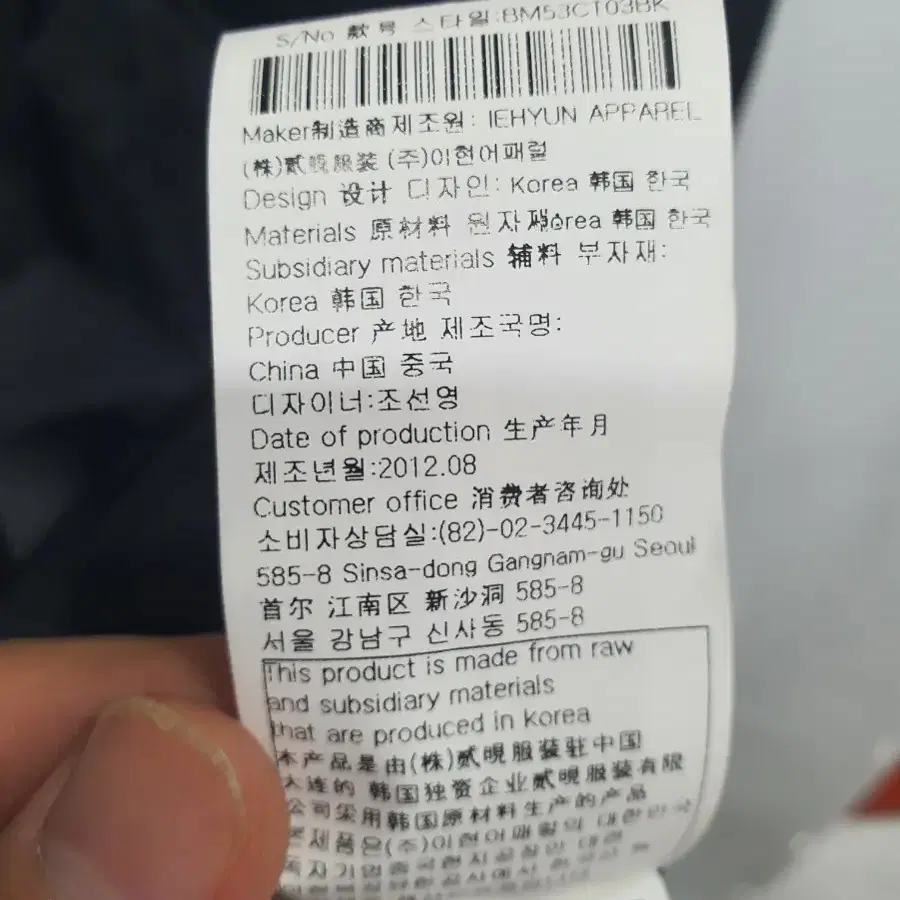 S/No 款号 스타일:BM53CT03BK
Maker制造商제조원: IEHYUN APPAREL
(株)贰晛服装 (주)이현어패럴
Design 设计 디자인: Korea 韩国 한국
Materials 原材料 원자재Korea 韩国 한국
Subsidiary materials 辅料 부자재:
Korea 韩国 한국
Producer 产地 제조국명:
China 中国 중국
디자이너:조선영
Date of production 生产年月
제조년월:2012.08
Customer office 消费者咨询处
소비자상담실:(82)-02-3445-1150
585-8 Sinsa-dong Gangnam-gu Seoul
首尔 江南区 新沙洞 585-8
서울 강남구 신사동 585-8
This product is made from raw
and subsidiary materials
that are produced in korea
本产品是由(株)贰晛服装驻中国
大连的 韩国独资企业贰晛服装有限
公司采用韩国原材料生产的产品
본제품은(주)이현어패럴의 대한민국